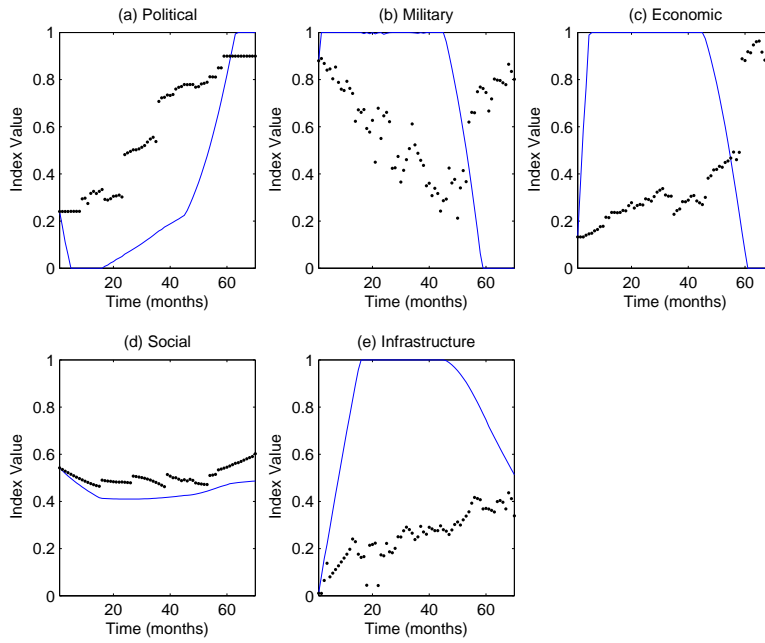 (a) Political
1
0.8
0.6
0.4
0.2
0
20 40 60
Time (months)
Index Value
(b) Military
1
0.8
0.6
0.4
0.2
0
20 40 60
Time (months)
Index Value
(c) Economic
1
0.8
0.6
0.4
0.2
0
20 40 60
Time (months)
Index Value
(d) Social
1
0.8
0.6
0.4
0.2
0
20 40 60
Time (months)
Index Value
(e) Infrastructure
1
0.8
0.6
0.4
0.2
0
20 40 60
Time (months)
Index Value